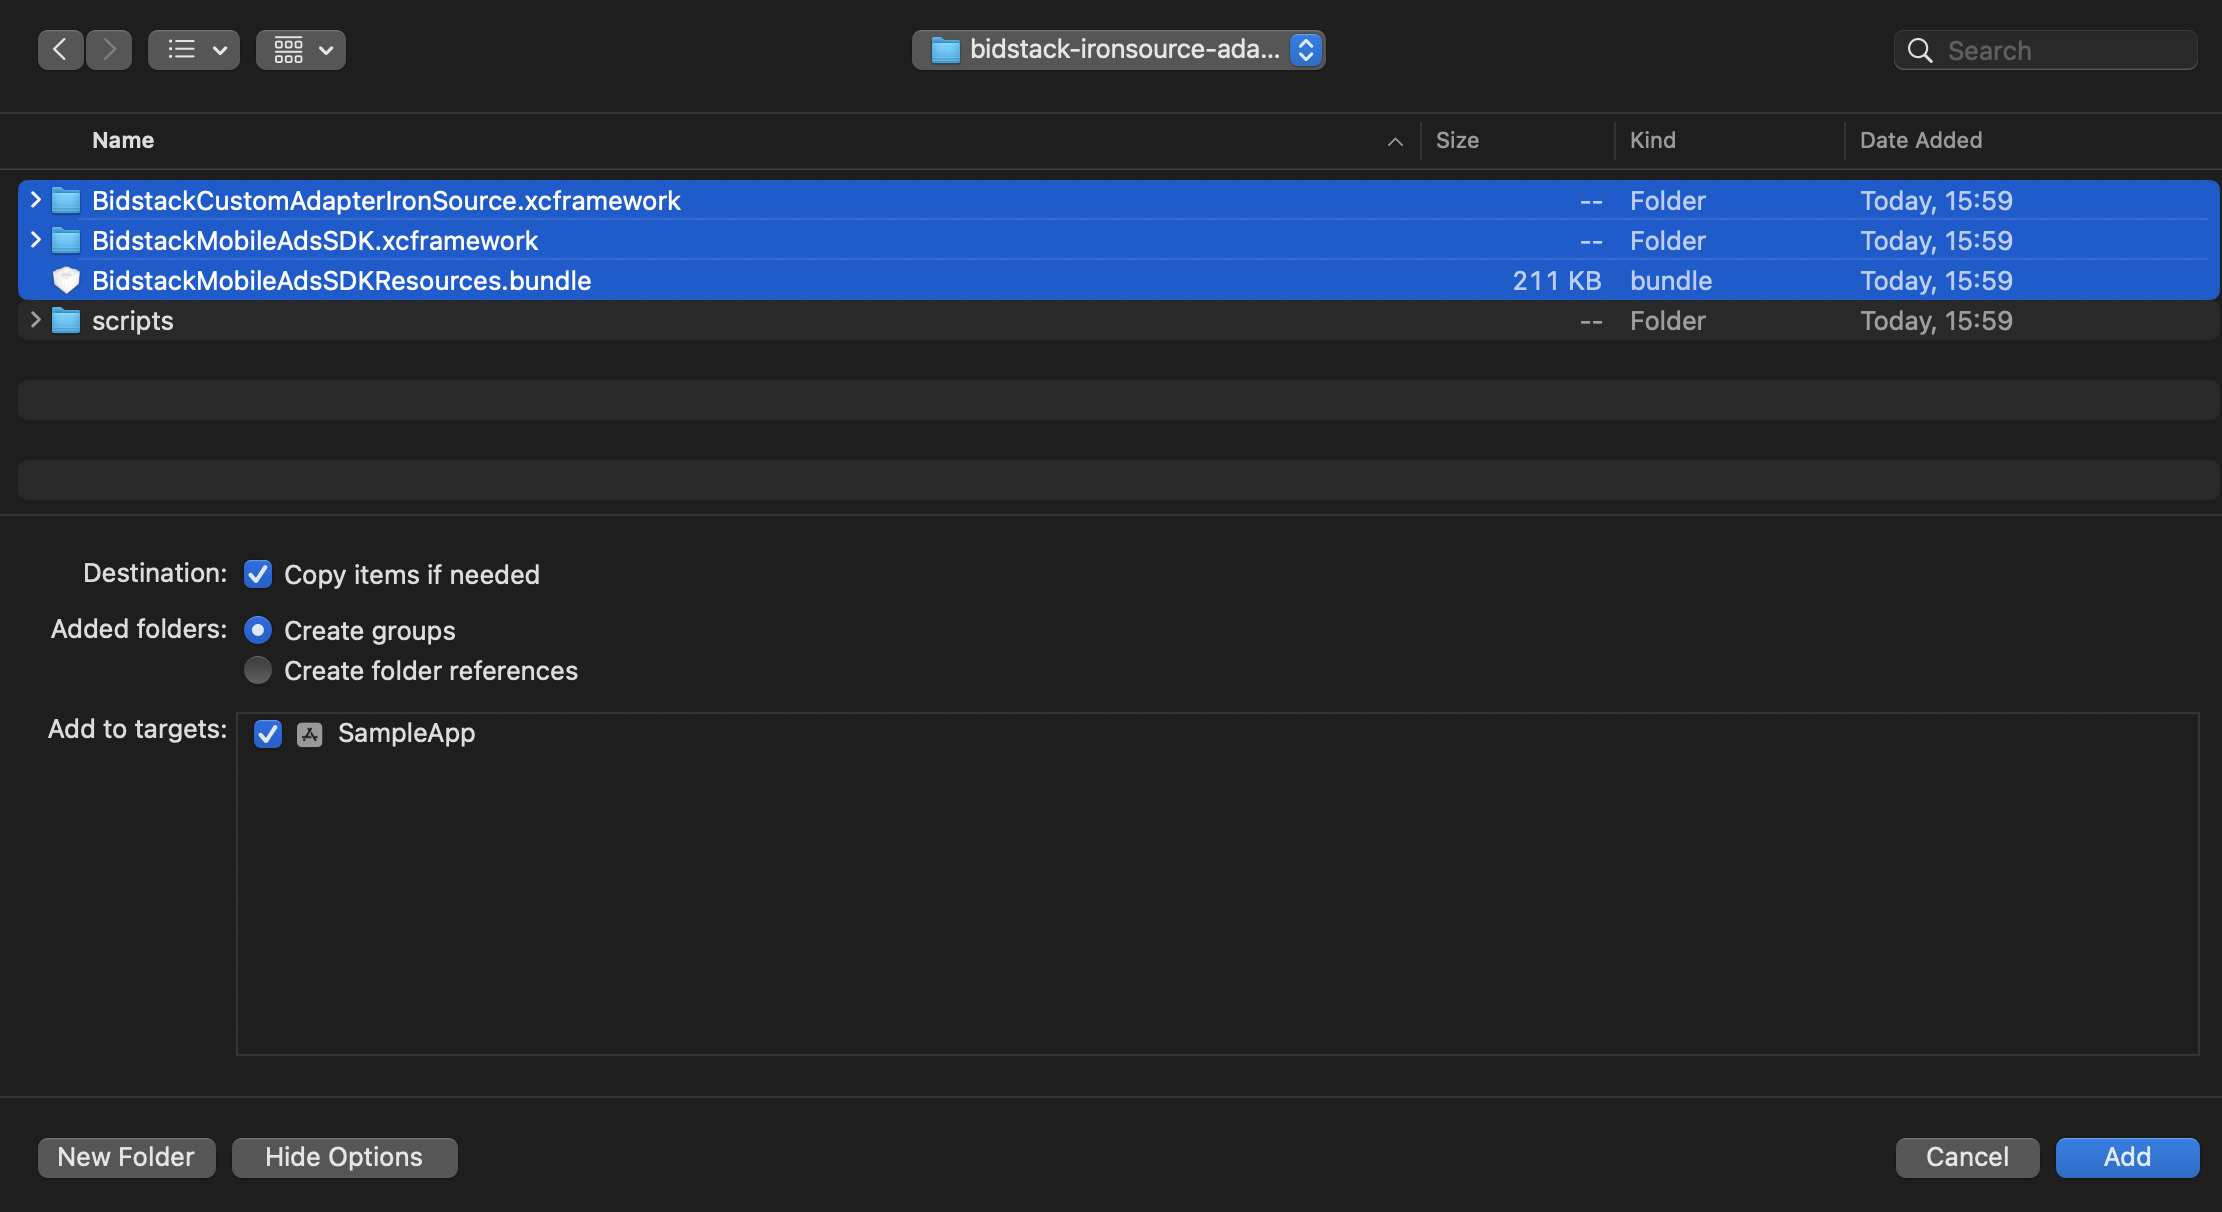 bidstack-ironsource-ada...
Search
Name Size Kind Date Added
BidstackCustomAdapterIronSource.xcframework -- Folder Today, 15:59
BidstackMobileAdsSDK.xcframework -- Folder Today, 15:59
BidstackMobileAdsSDKResources.bundle 211 KB bundle Today, 15:59
scripts -- Folder Today, 15:59
Destination: Copy items if needed
Added folders: Create groups
Create folder references
Add to targets: SampleApp
New Folder Hide Options Cancel Add